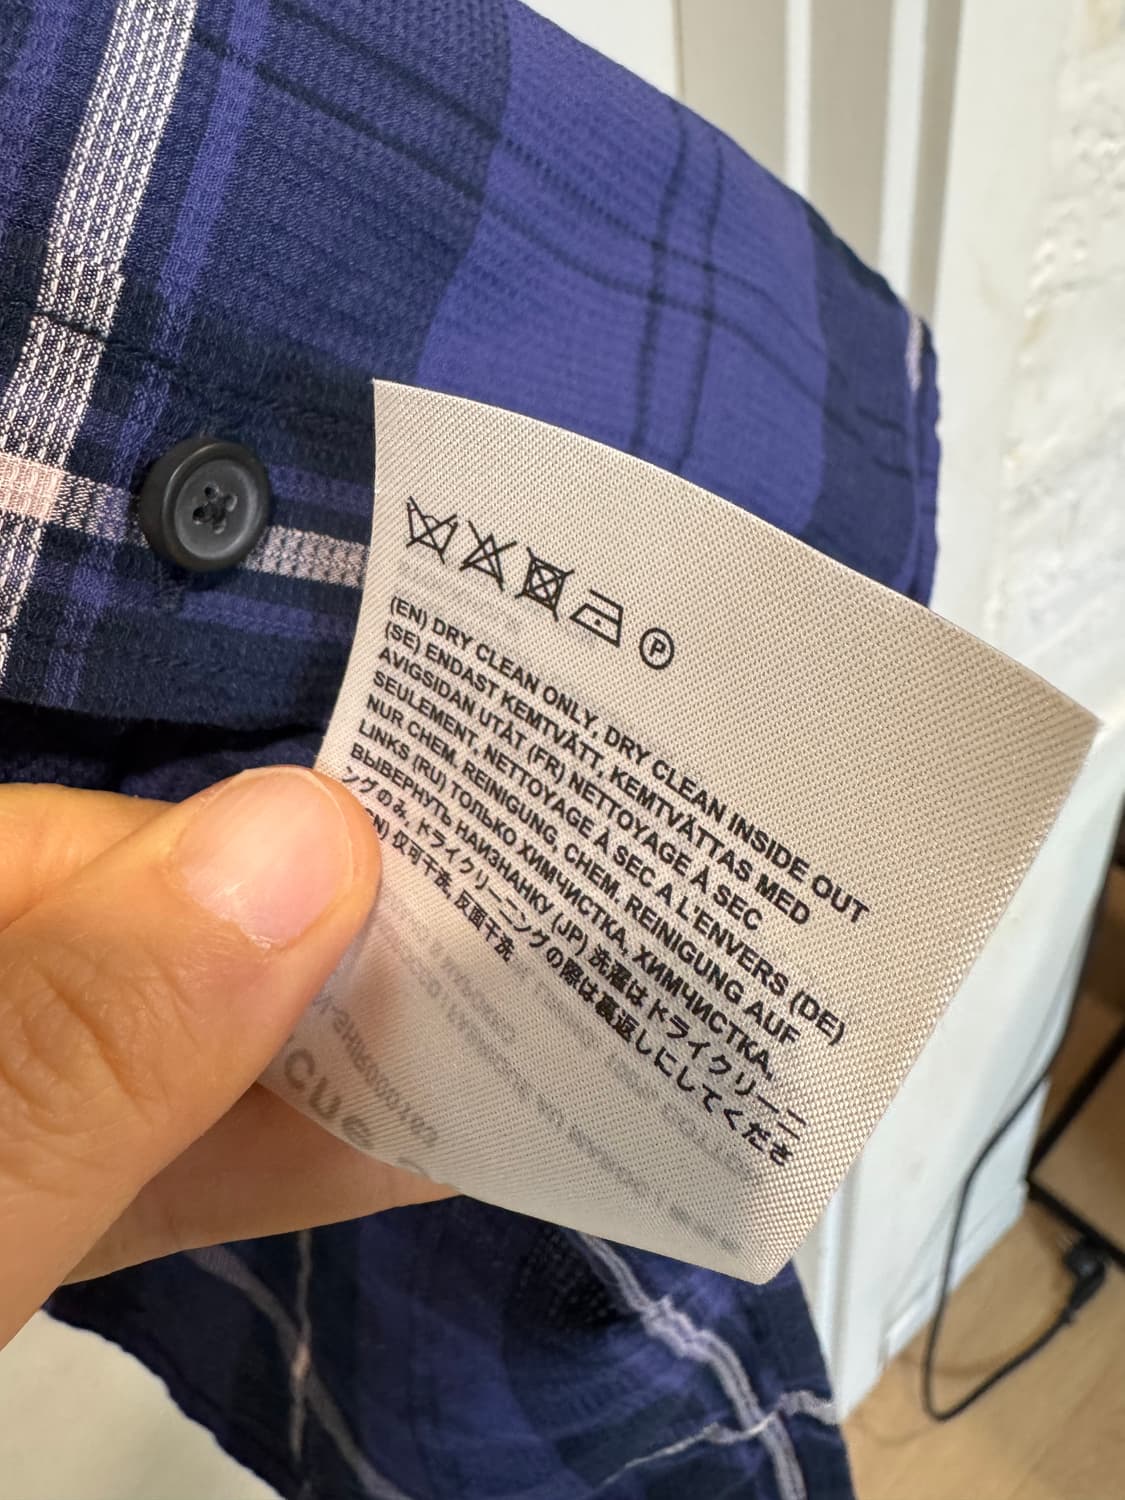 P
(EN) DRY CLEAN ONLY, DRY CLEAN INSIDE OUT
(SE) ENDAST KEMTVÄTT, KEMTVÄTTAS MED
AVIGSIDAN UTÅT (FR) NETTOYAGE À SEC
SEULEMENT, NETTOYAGE À SEC A L'ENVERS (DE)
NUR CHEM. REINIGUNG, CHEM. REINIGUNG AUF
LINKS (RU) ТОЛЬКО ХИМЧИСТКА, ХИМЧИСТКА,
ВЫВЕРНУТЬ НАИЗНАНКУ (JP) 洗濯はドライクリーニ
ングのみ, ドライクリーニングの際は裏返しにしてくださ
仅可干洗, 反面干洗